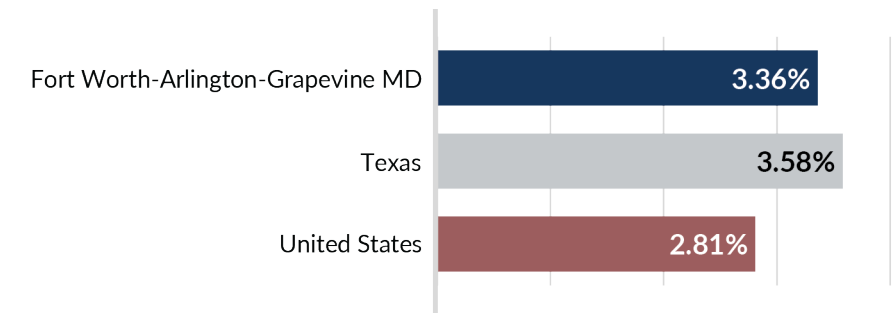 Fort Worth-Arlington-Grapevine MD 3.36%
Texas 3.58%
United States 2.81%